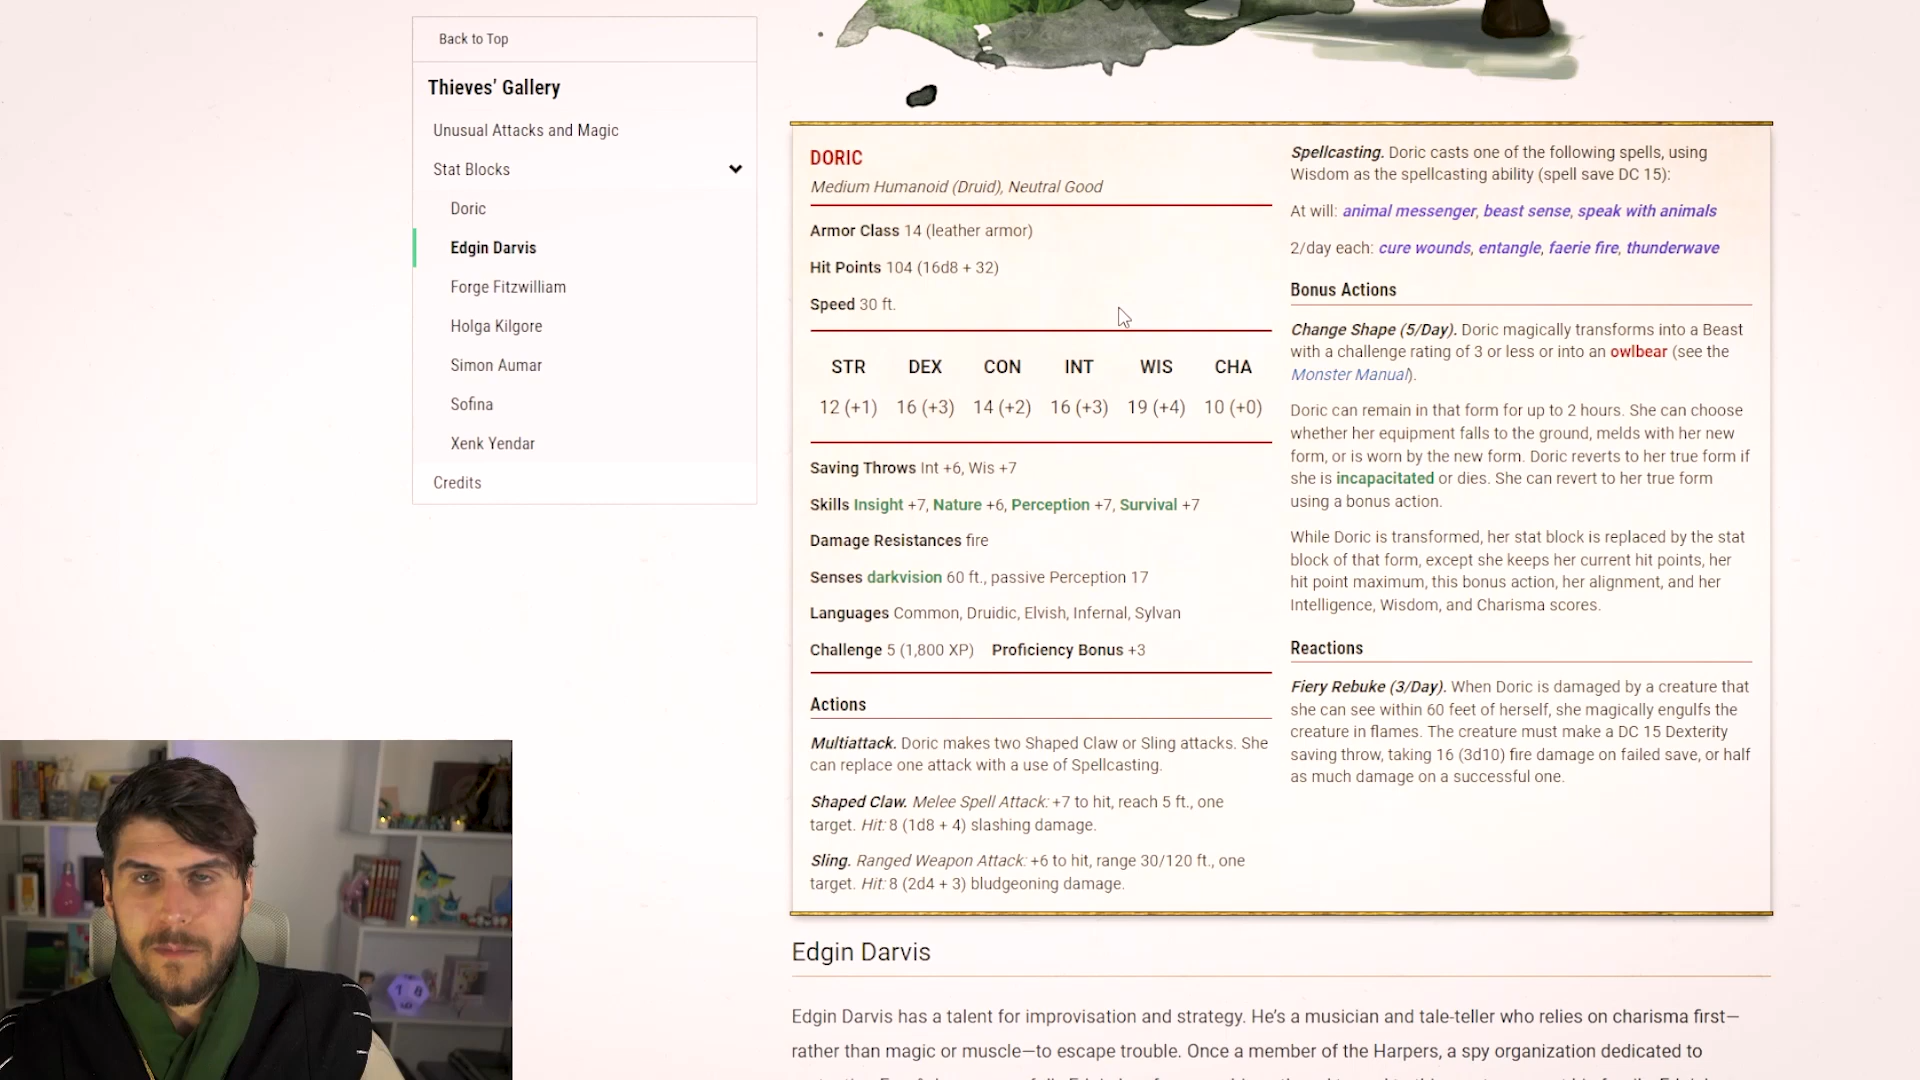 Back to Top
Thieves’ Gallery
Unusual Attacks and Magic
Stat Blocks
Doric
Edgin Darvis
Forge Fitzwilliam
Holga Kilgore
Simon Aumar
Sofina
Xenk Yendar
Credits
DORIC
Medium Humanoid (Druid), Neutral Good
Armor Class 14 (leather armor)
Hit Points 104 (16d8 + 32)
Speed 30 ft.
STR DEX CON INT WIS CHA
12 (+1) 16 (+3) 14 (+2) 16 (+3) 19 (+4) 10 (+0)
Saving Throws Int +6, Wis +7
Skills Insight +7, Nature +6, Perception +7, Survival +7
Damage Resistances fire
Senses darkvision 60 ft., passive Perception 17
Languages Common, Druidic, Elvish, Infernal, Sylvan
Challenge 5 (1,800 XP) Proficiency Bonus +3
Actions
Multiattack. Doric makes two Shaped Claw or Sling attacks. She
can replace one attack with a use of Spellcasting.
Shaped Claw. Melee Spell Attack: +7 to hit, reach 5 ft., one
target. Hit: 8 (1d8 + 4) slashing damage.
Sling. Ranged Weapon Attack: +6 to hit, range 30/120 ft., one
target. Hit: 8 (2d4 + 3) bludgeoning damage.
Spellcasting. Doric casts one of the following spells, using
Wisdom as the spellcasting ability (spell save DC 15):
At will: animal messenger, beast sense, speak with animals
2/day each: cure wounds, entangle, faerie fire, thunderwave
Bonus Actions
Change Shape (5/Day). Doric magically transforms into a Beast
with a challenge rating of 3 or less or into an owlbear (see the
Monster Manual).
Doric can remain in that form for up to 2 hours. She can choose
whether her equipment falls to the ground, melds with her new
form, or is worn by the new form. Doric reverts to her true form if
she is incapacitated or dies. She can revert to her true form
using a bonus action.
While Doric is transformed, her stat block is replaced by the stat
block of that form, except she keeps her current hit points, her
hit point maximum, this bonus action, her alignment, and her
Intelligence, Wisdom, and Charisma scores.
Reactions
Fiery Rebuke (3/Day). When Doric is damaged by a creature that
she can see within 60 feet of herself, she magically engulfs the
creature in flames. The creature must make a DC 15 Dexterity
saving throw, taking 16 (3d10) fire damage on failed save, or half
as much damage on a successful one.
Edgin Darvis
Edgin Darvis has a talent for improvisation and strategy. He’s a musician and tale-teller who relies on charisma first—
rather than magic or muscle—to escape trouble. Once a member of the Harpers, a spy organization dedicated to